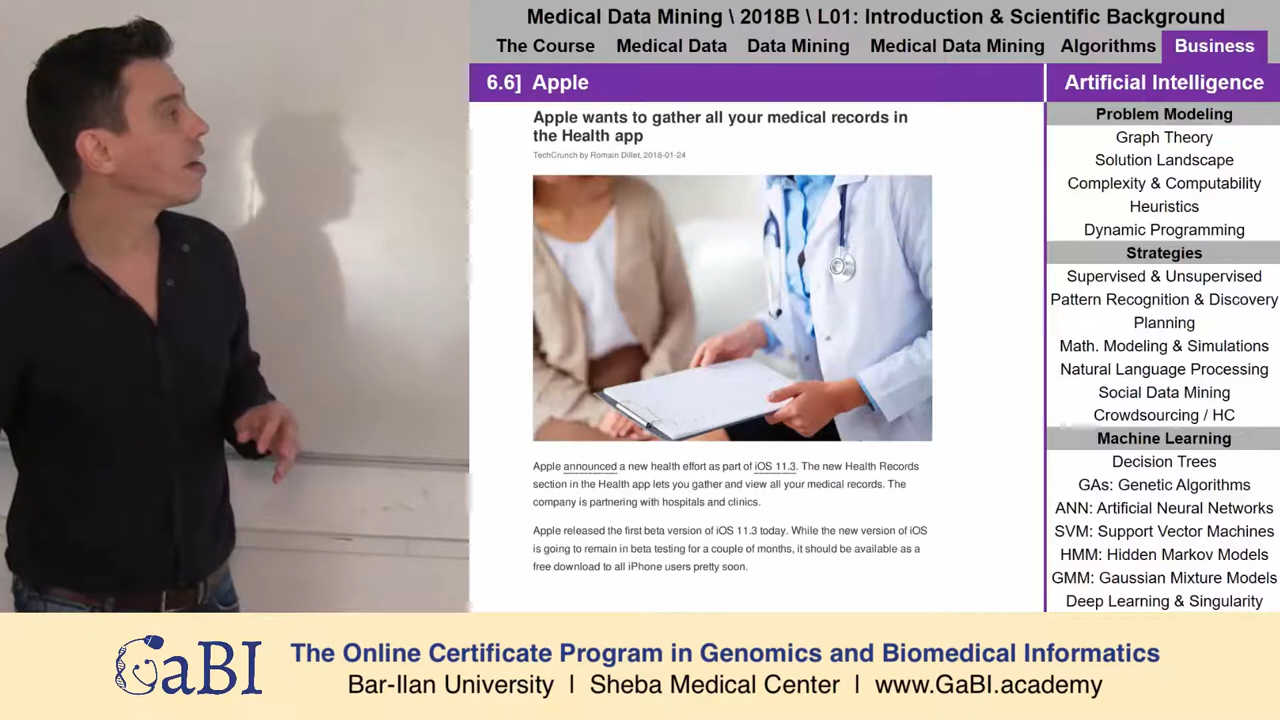 Medical Data Mining \ 2018B \ L01: Introduction & Scientific Background
The Course Medical Data Data Mining Medical Data Mining Algorithms Business
6.6] Apple
Artificial Intelligence
Apple wants to gather all your medical records in
the Health app
TechCrunch by Romain Dillet, 2018-01-24
Apple announced a new health effort as part of iOS 11.3. The new Health Records
section in the Health app lets you gather and view all your medical records. The
company is partnering with hospitals and clinics.
Apple released the first beta version of iOS 11.3 today. While the new version of iOS
is going to remain in beta testing for a couple of months, it should be available as a
free download to all iPhone users pretty soon.
Problem Modeling
Graph Theory
Solution Landscape
Complexity & Computability
Heuristics
Dynamic Programming
Strategies
Supervised & Unsupervised
Pattern Recognition & Discovery
Planning
Math. Modeling & Simulations
Natural Language Processing
Social Data Mining
Crowdsourcing / HC
Machine Learning
Decision Trees
GAs: Genetic Algorithms
ANN: Artificial Neural Networks
SVM: Support Vector Machines
HMM: Hidden Markov Models
GMM: Gaussian Mixture Models
Deep Learning & Singularity
GaBI
The Online Certificate Program in Genomics and Biomedical Informatics
Bar-Ilan University | Sheba Medical Center | www.GaBI.academy